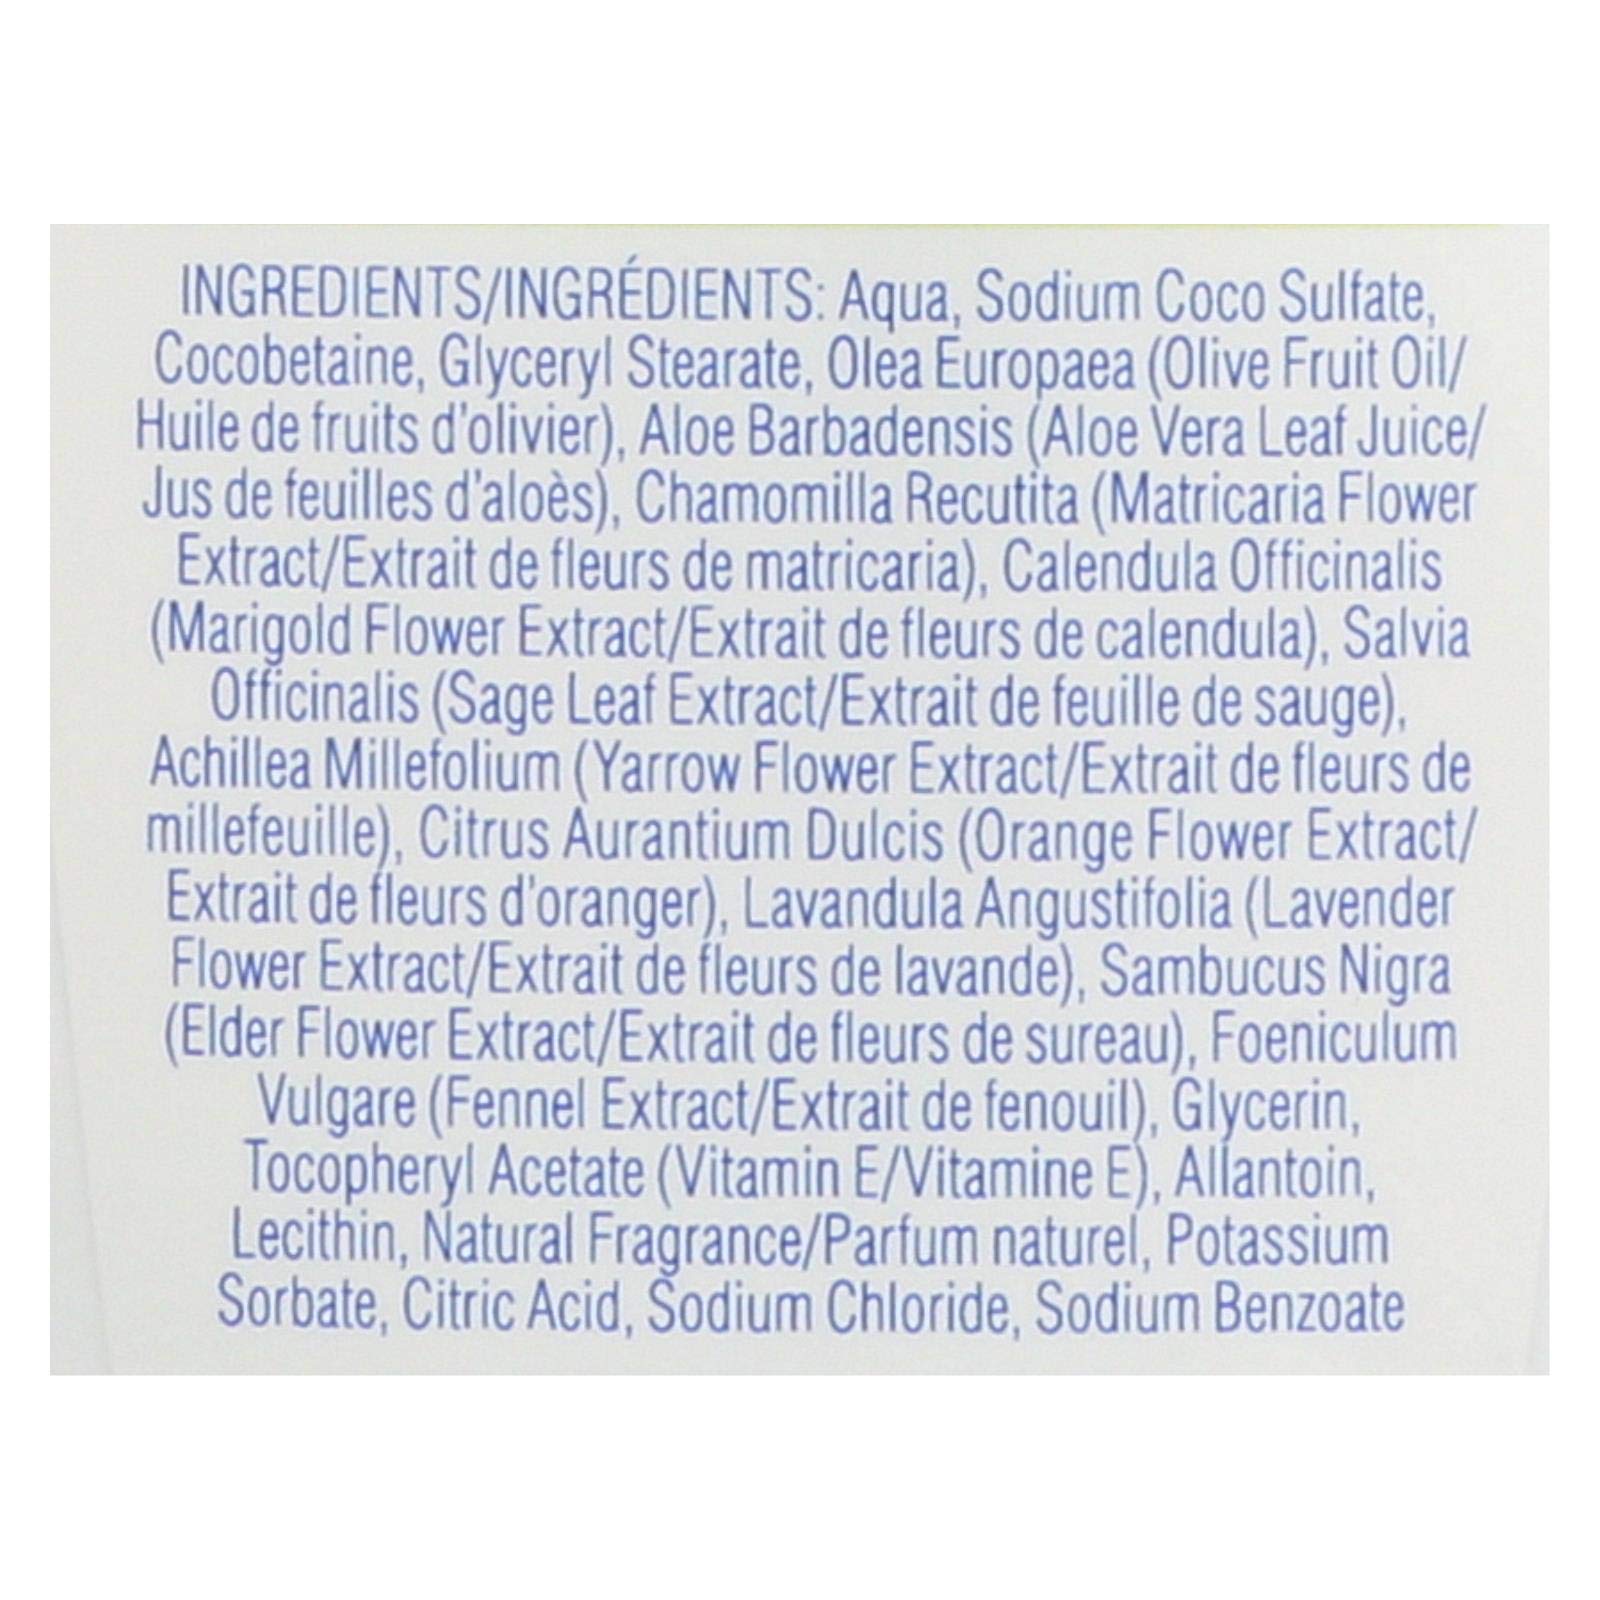 INGREDIENTS/INGRÉDIENTS: Aqua, Sodium Coco Sulfate,
Cocobetaine, Glyceryl Stearate, Olea Europaea (Olive Fruit Oil/
Huile de fruits d'olivier), Aloe Barbadensis (Aloe Vera Leaf Juice/
Jus de feuilles d'aloès), Chamomilla Recutita (Matricaria Flower
Extract/Extrait de fleurs de matricaria), Calendula Officinalis
(Marigold Flower Extract/Extrait de fleurs de calendula), Salvia
Officinalis (Sage Leaf Extract/Extrait de feuille de sauge),
Achillea Millefolium (Yarrow Flower Extract/Extrait de fleurs de
millefeuille), Citrus Aurantium Dulcis (Orange Flower Extract/
Extrait de fleurs d'oranger), Lavandula Angustifolia (Lavender
Flower Extract/Extrait de fleurs de lavande), Sambucus Nigra
(Elder Flower Extract/Extrait de fleurs de sureau), Foeniculum
Vulgare (Fennel Extract/Extrait de fenouil), Glycerin,
Tocopheryl Acetate (Vitamin E/Vitamine E), Allantoin,
Lecithin, Natural Fragrance/Parfum naturel, Potassium
Sorbate, Citric Acid, Sodium Chloride, Sodium Benzoate